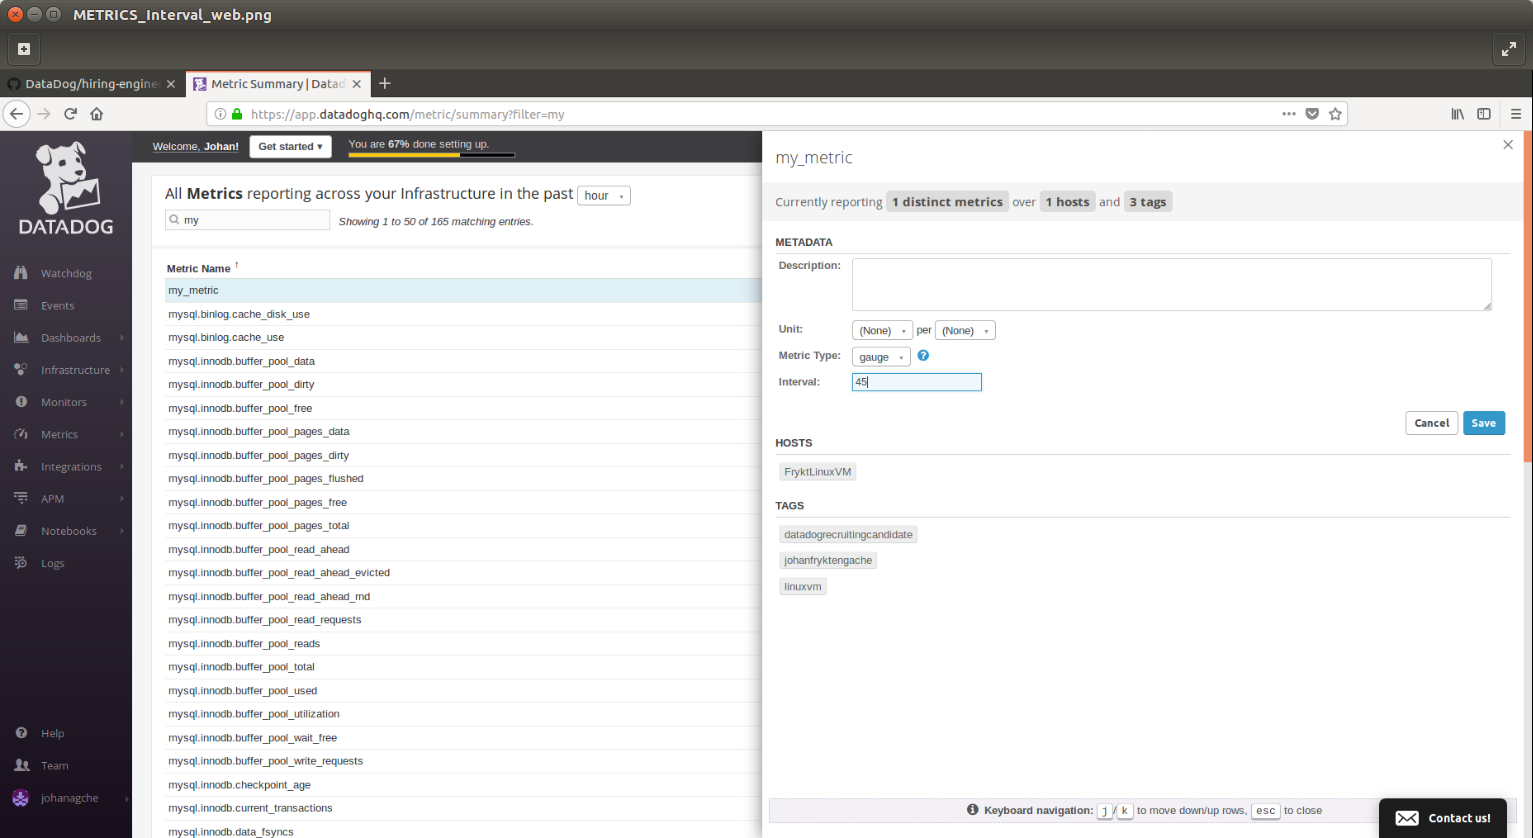 METRICS_Interval_web.png
DataDog/hiring-engine
Metric Summary | Datad
https://app.datadoghq.com/metric/summary?filter=my
DATADOG
Watchdog
Events
Dashboards
Infrastructure
Monitors
Metrics
Integrations
APM
Notebooks
Logs
Help
Team
johanagche
Welcome, Johan!
Get started ▾
You are 67% done setting up.
All Metrics reporting across your Infrastructure in the past hour
my
Showing 1 to 50 of 165 matching entries.
Metric Name ↑
my_metric
mysql.binlog.cache_disk_use
mysql.binlog.cache_use
mysql.innodb.buffer_pool_data
mysql.innodb.buffer_pool_dirty
mysql.innodb.buffer_pool_free
mysql.innodb.buffer_pool_pages_data
mysql.innodb.buffer_pool_pages_dirty
mysql.innodb.buffer_pool_pages_flushed
mysql.innodb.buffer_pool_pages_free
mysql.innodb.buffer_pool_pages_total
mysql.innodb.buffer_pool_read_ahead
mysql.innodb.buffer_pool_read_ahead_evicted
mysql.innodb.buffer_pool_read_ahead_rnd
mysql.innodb.buffer_pool_read_requests
mysql.innodb.buffer_pool_reads
mysql.innodb.buffer_pool_total
mysql.innodb.buffer_pool_used
mysql.innodb.buffer_pool_utilization
mysql.innodb.buffer_pool_wait_free
mysql.innodb.buffer_pool_write_requests
mysql.innodb.checkpoint_age
mysql.innodb.current_transactions
mysql.innodb.data_fsyncs
my_metric
Currently reporting 1 distinct metrics over 1 hosts and 3 tags
METADATA
Description:
Unit: (None) per (None)
Metric Type: gauge ?
Interval: 45
Cancel Save
HOSTS
FryktLinuxVM
TAGS
datadogrecruitingcandidate
johanfryktengache
linuxvm
Keyboard navigation: j / k to move down/up rows, esc to close
Contact us!